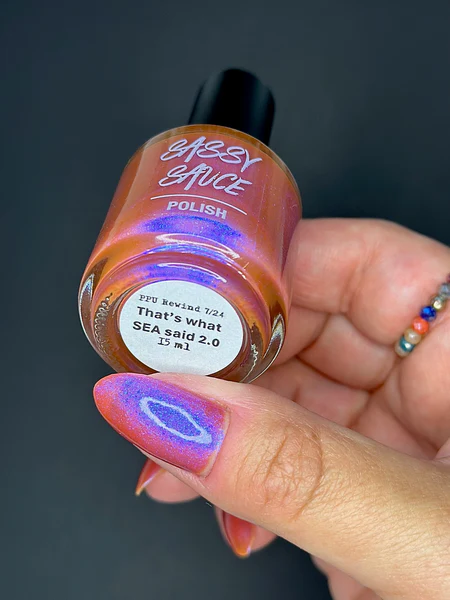 SASSY
SAUCE
POLISH
PPU Rewind 7/24
That's what
SEA said 2.0
15 ml